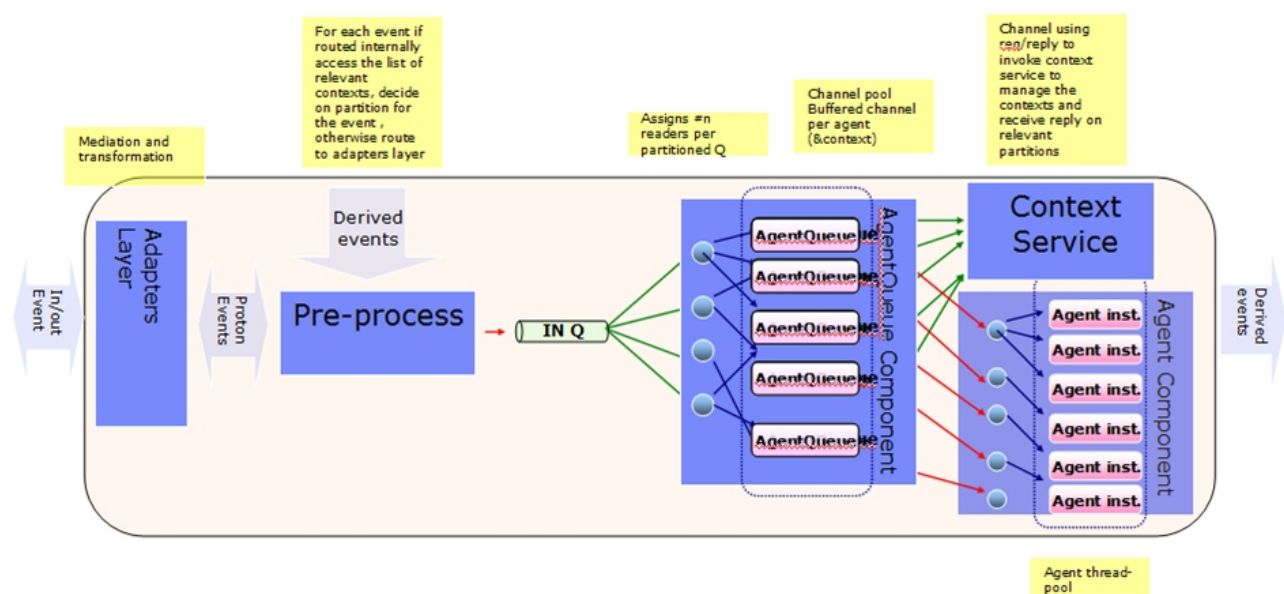 For each event if
routed internally
access the list of
relevant
contexts, decide
on partition for
the event ,
otherwise route
to adapters layer
Channel using
req/reply to
invoke context
service to
manage the
contexts and
receive reply on
relevant
partitions
Channel pool
Buffered channel
per agent
(&context)
Assigns #n
readers per
partitioned Q
Mediation and
transformation
In/out
Event
Adapters
Layer
Proton
Events
Derived
events
Pre-process
IN Q
AgentQueue
AgentQueue
AgentQueue
AgentQueue
AgentQueue
AgentQueue Component
Context
Service
Agent inst.
Agent inst.
Agent inst.
Agent inst.
Agent inst.
Agent inst.
Agent Component
Derived
events
Agent thread-
pool